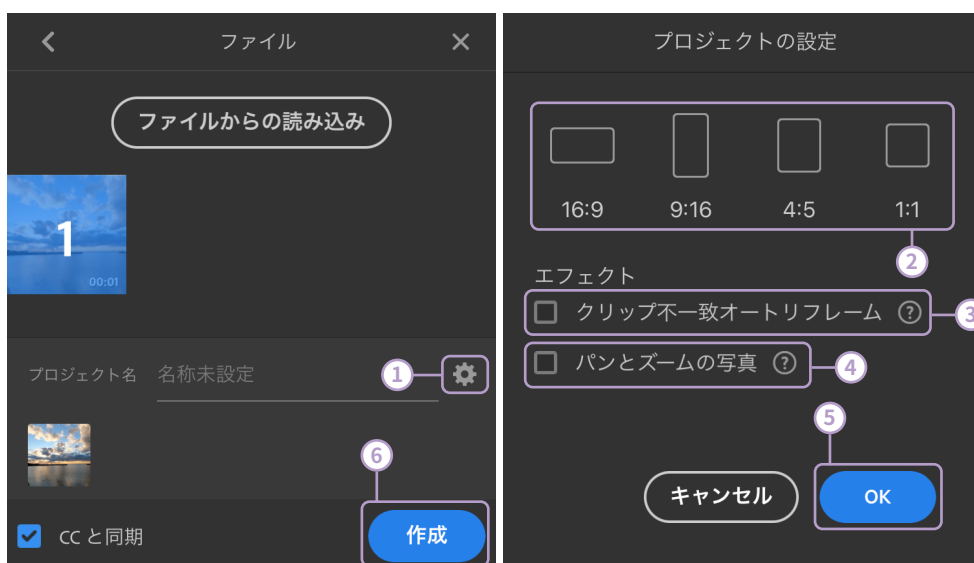 ファイル
ファイルからの読み込み
1
00:01
プロジェクト名 名称未設定
1
6
CCと同期
作成
プロジェクトの設定
16:9 9:16 4:5 1:1
2
エフェクト
クリップ不一致オートリフレーム ?
3
パンとズームの写真 ?
4
5
キャンセル
OK